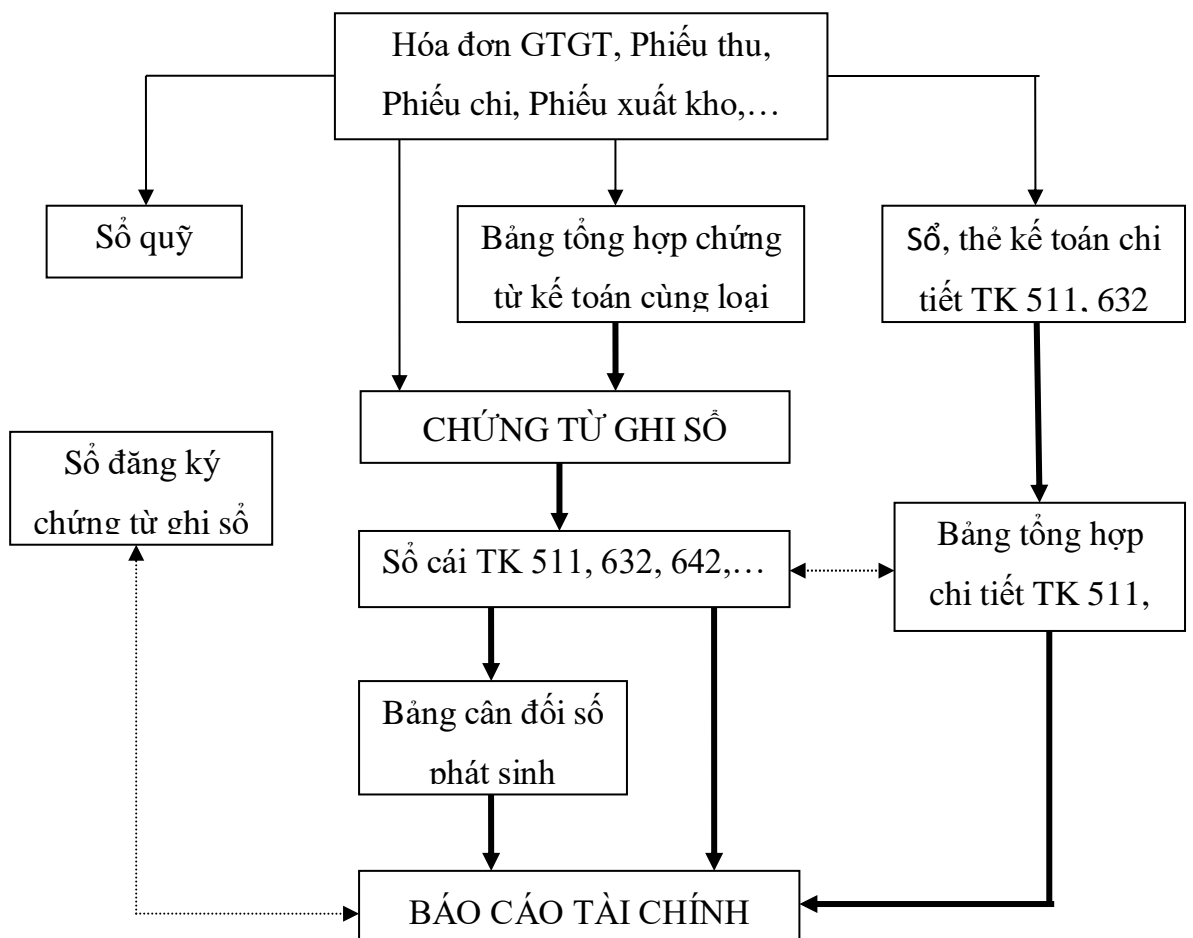 Hóa đơn GTGT, Phiếu thu,
Phiếu chi, Phiếu xuất kho,…
Sổ quỹ
Bảng tổng hợp chứng
từ kế toán cùng loại
Sổ, thẻ kế toán chi
tiết TK 511, 632
CHỨNG TỪ GHI SỔ
Sổ đăng ký
chứng từ ghi sổ
Sổ cái TK 511, 632, 642,…
Bảng tổng hợp
chi tiết TK 511,
Bảng cân đối số
phát sinh
BÁO CÁO TÀI CHÍNH